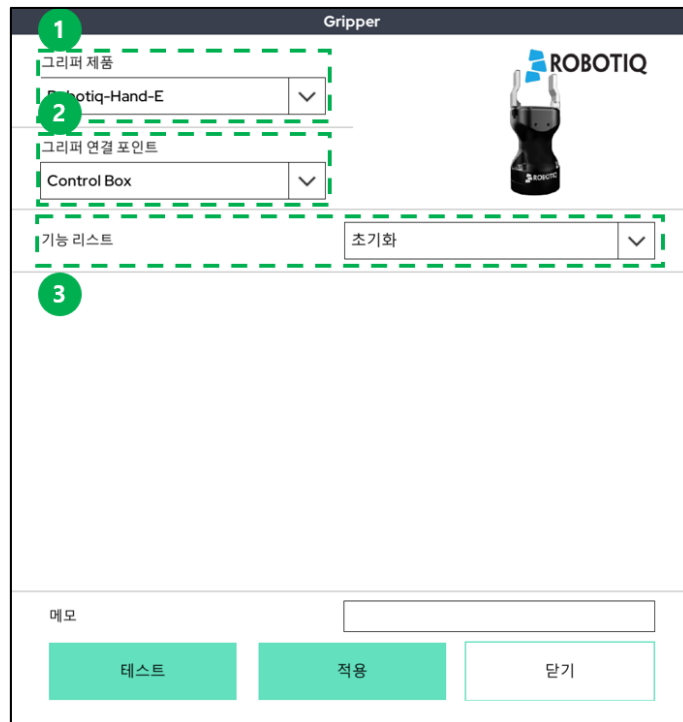 Gripper
1
그리퍼 제품
ROBOTIQ
Robotiq-Hand-E
2
그리퍼 연결 포인트
ROBOTIQ
Control Box
기능 리스트 초기화
3
메모
테스트 적용 닫기